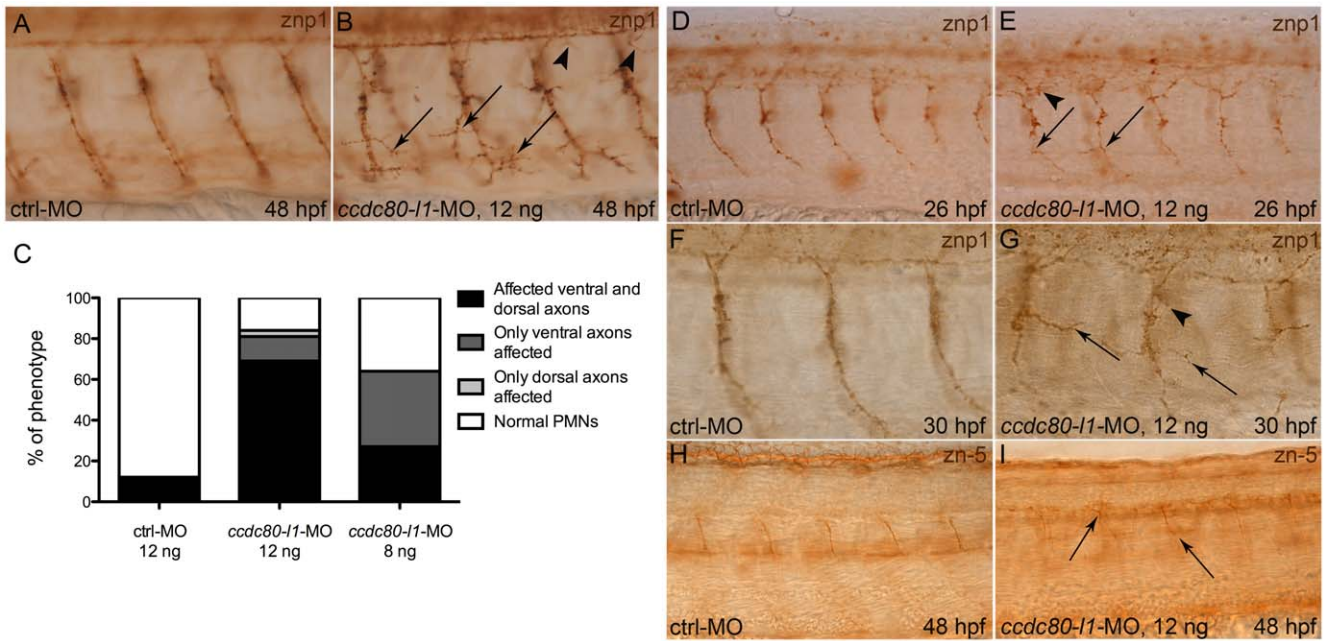 A znp1
ctrl-MO 48 hpf
B znp1
ccdc80-l1-MO, 12 ng 48 hpf
C
% of phenotype
100
80
60
40
20
0
ctrl-MO
12 ng
ccdc80-l1-MO
12 ng
ccdc80-l1-MO
8 ng
Affected ventral and
dorsal axons
Only ventral axons
affected
Only dorsal axons
affected
Normal PMNs
D znp1
ctrl-MO 26 hpf
E znp1
ccdc80-l1-MO, 12 ng 26 hpf
F znp1
ctrl-MO 30 hpf
G znp1
ccdc80-l1-MO, 12 ng 30 hpf
H zn-5
ctrl-MO 48 hpf
I zn-5
ccdc80-l1-MO, 12 ng 48 hpf